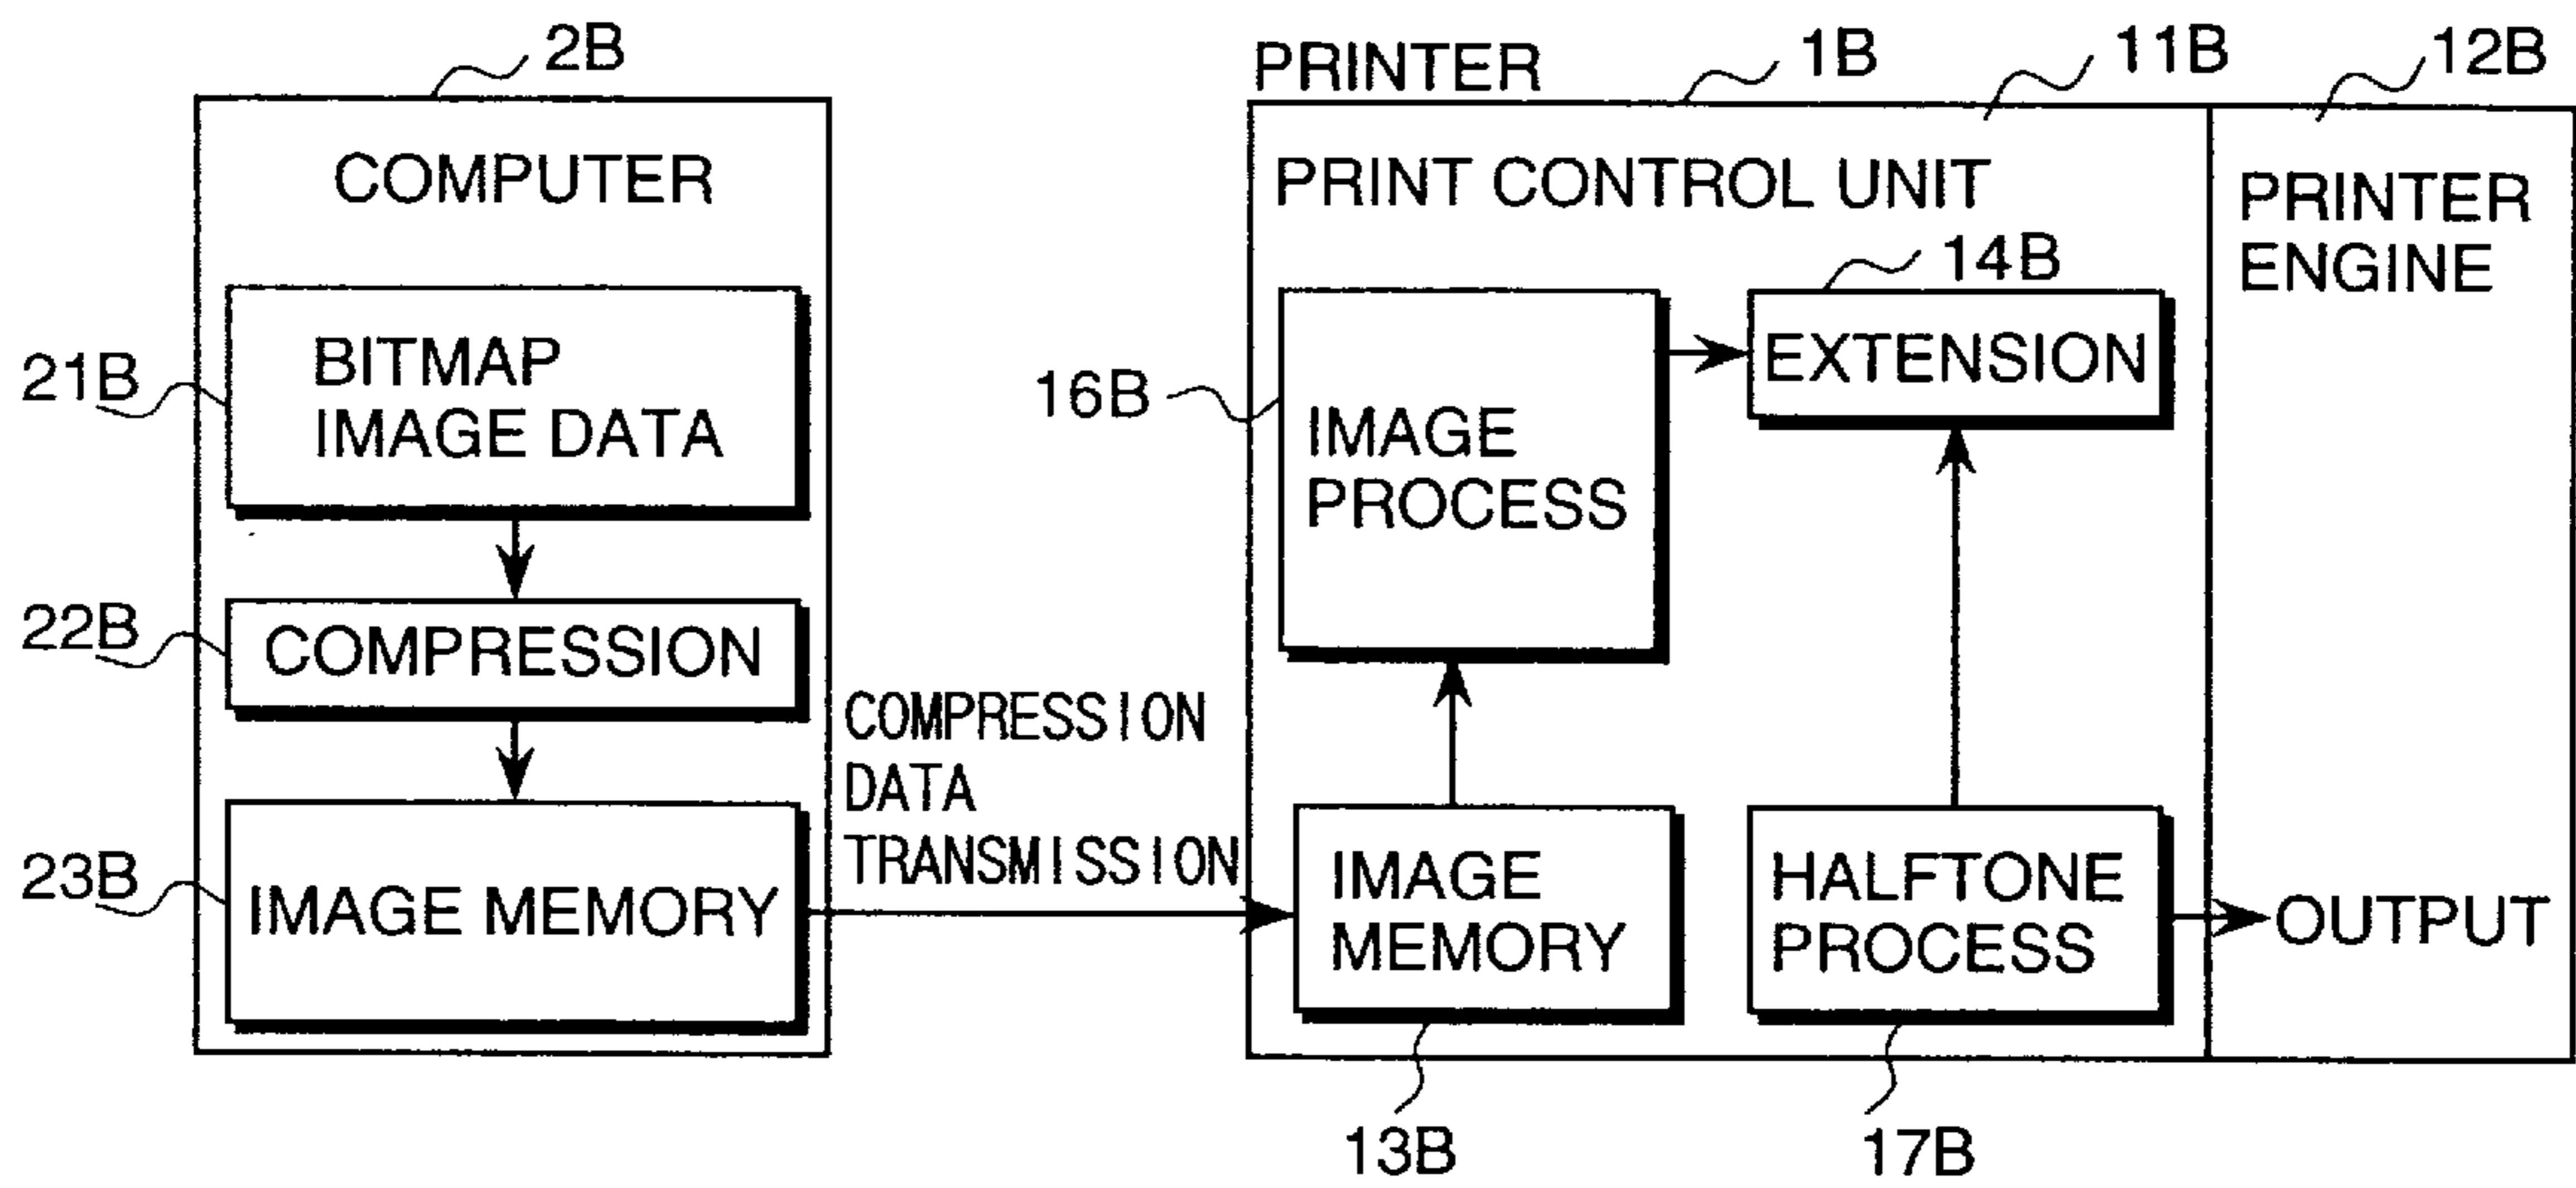 2B
COMPUTER
21B
BITMAP
IMAGE DATA
22B
COMPRESSION
23B
IMAGE MEMORY
COMPRESSION
DATA
TRANSMISSION
PRINTER
1B
11B
12B
PRINT CONTROL UNIT
PRINTER
ENGINE
14B
EXTENSION
16B
IMAGE
PROCESS
IMAGE
MEMORY
HALFTONE
PROCESS
OUTPUT
13B
17B